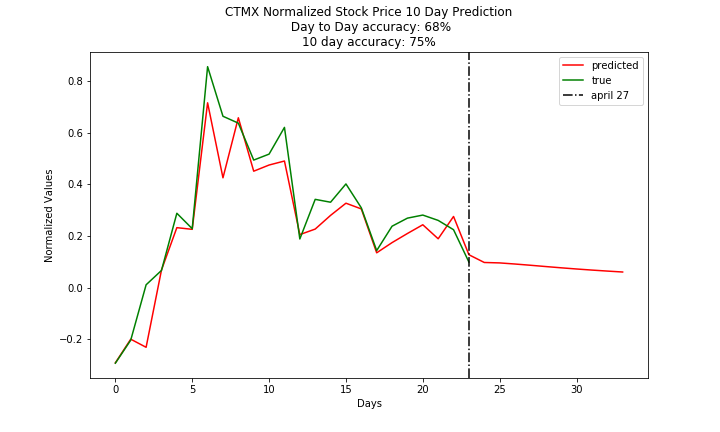 CTMX Normalized Stock Price 10 Day Prediction
Day to Day accuracy: 68%
10 day accuracy: 75%
predicted
true
april 27
Normalized Values
0.8
0.6
0.4
0.2
0.0
−0.2
0 5 10 15 20 25 30
Days